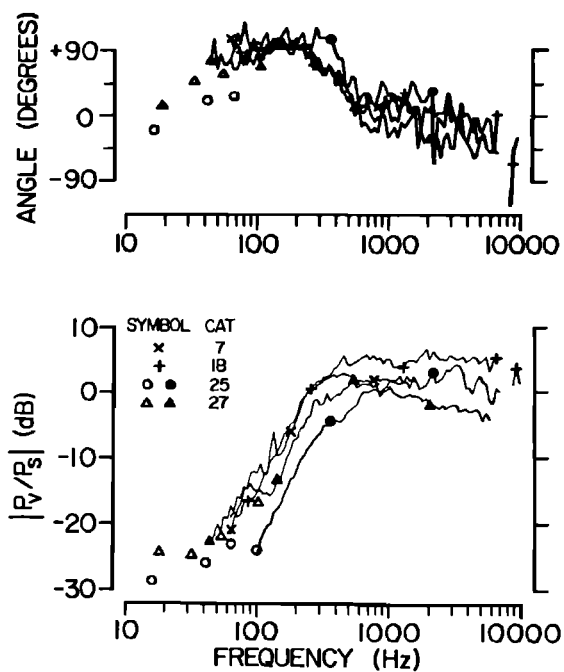 ANGLE (DEGREES)
+90
0
-90
10 100 1000 10000
|Pv/Ps| (dB)
10
0
-10
-20
-30
SYMBOL CAT
× 7
+ 18
○ ● 25
△ ▲ 27
10 100 1000 10000
FREQUENCY (Hz)